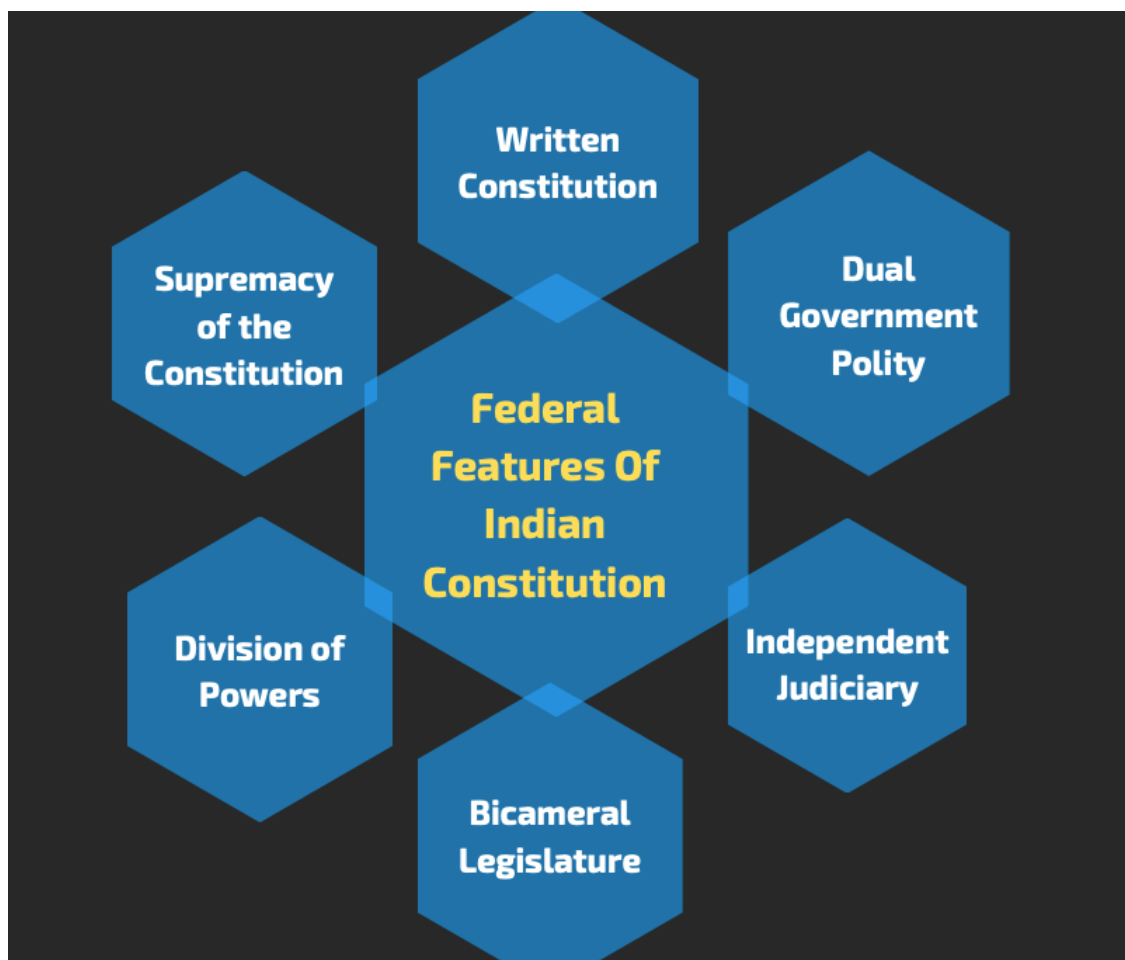 Written
Constitution
Supremacy
of the
Constitution
Dual
Government
Polity
Federal
Features Of
Indian
Constitution
Division of
Powers
Independent
Judiciary
Bicameral
Legislature